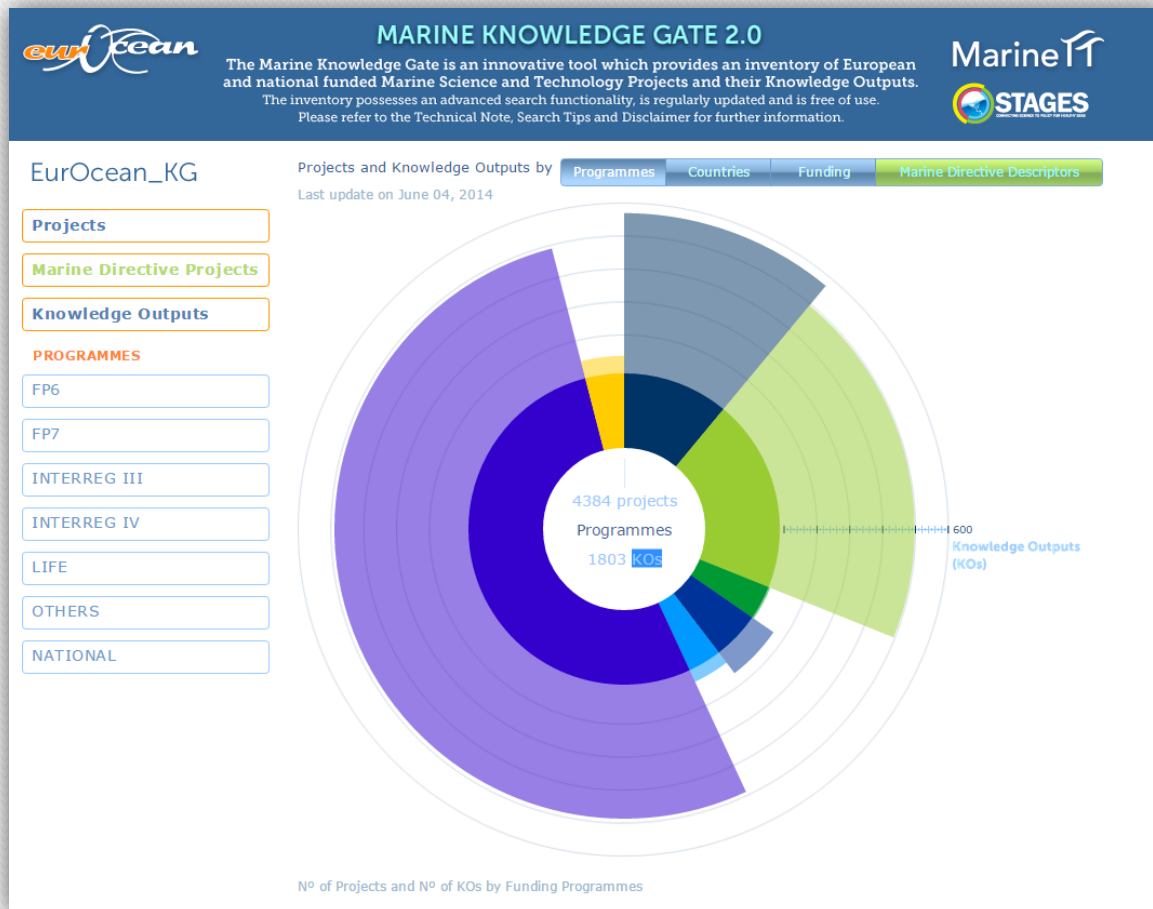 eurOcean
MARINE KNOWLEDGE GATE 2.0
The Marine Knowledge Gate is an innovative tool which provides an inventory of European
and national funded Marine Science and Technology Projects and their Knowledge Outputs.
The inventory possesses an advanced search functionality, is regularly updated and is free of use.
Please refer to the Technical Note, Search Tips and Disclaimer for further information.
MarineTT
STAGES
EurOcean_KG
Projects
Marine Directive Projects
Knowledge Outputs
PROGRAMMES
FP6
FP7
INTERREG III
INTERREG IV
LIFE
OTHERS
NATIONAL
Projects and Knowledge Outputs by
Programmes
Countries
Funding
Marine Directive Descriptors
Last update on June 04, 2014
4384 projects
Programmes
1803 KOs
600
Knowledge Outputs
(KOs)
Nº of Projects and Nº of KOs by Funding Programmes